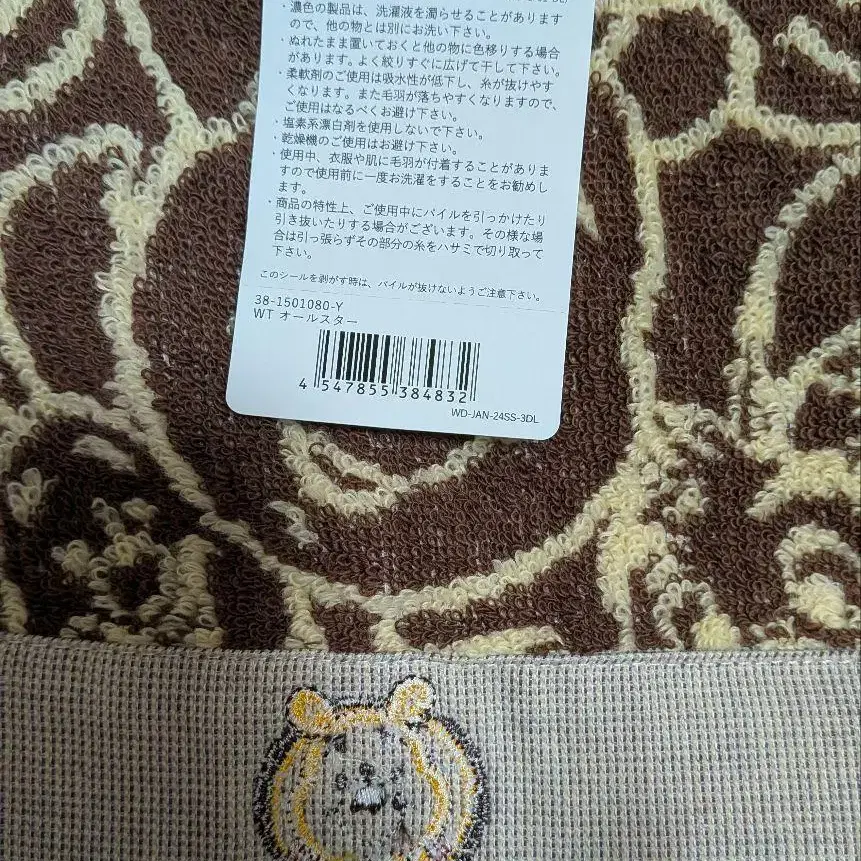 ・濃色の製品は、洗濯液を濁らせることがあります
ので、他の物とは別にお洗い下さい。
・ぬれたまま置いておくと他の物に色移りする場合
があります。よく絞りすぐに広げて干して下さい。
・柔軟剤のご使用は吸水性が低下し、糸が抜けやす
くなります。また毛羽が落ちやすくなりますので、
ご使用はなるべくお避け下さい。
・塩素系漂白剤を使用しないで下さい。
・乾燥機のご使用はお避け下さい。
・使用中、衣服や肌に毛羽が付着することがありま
すので使用前に一度お洗濯をすることをお勧めし
ます。
・商品の特性上、ご使用中にパイルを引っかけたり
引き抜いたりする場合がございます。その様な場
合は引っ張らずその部分の糸をハサミで切り取って
下さい。
このシールを剥がす時は、パイルが抜けないようご注意下さい。
38-1501080-Y
WT オールスター
4 547855 384832
WD-JAN-24SS-3DL